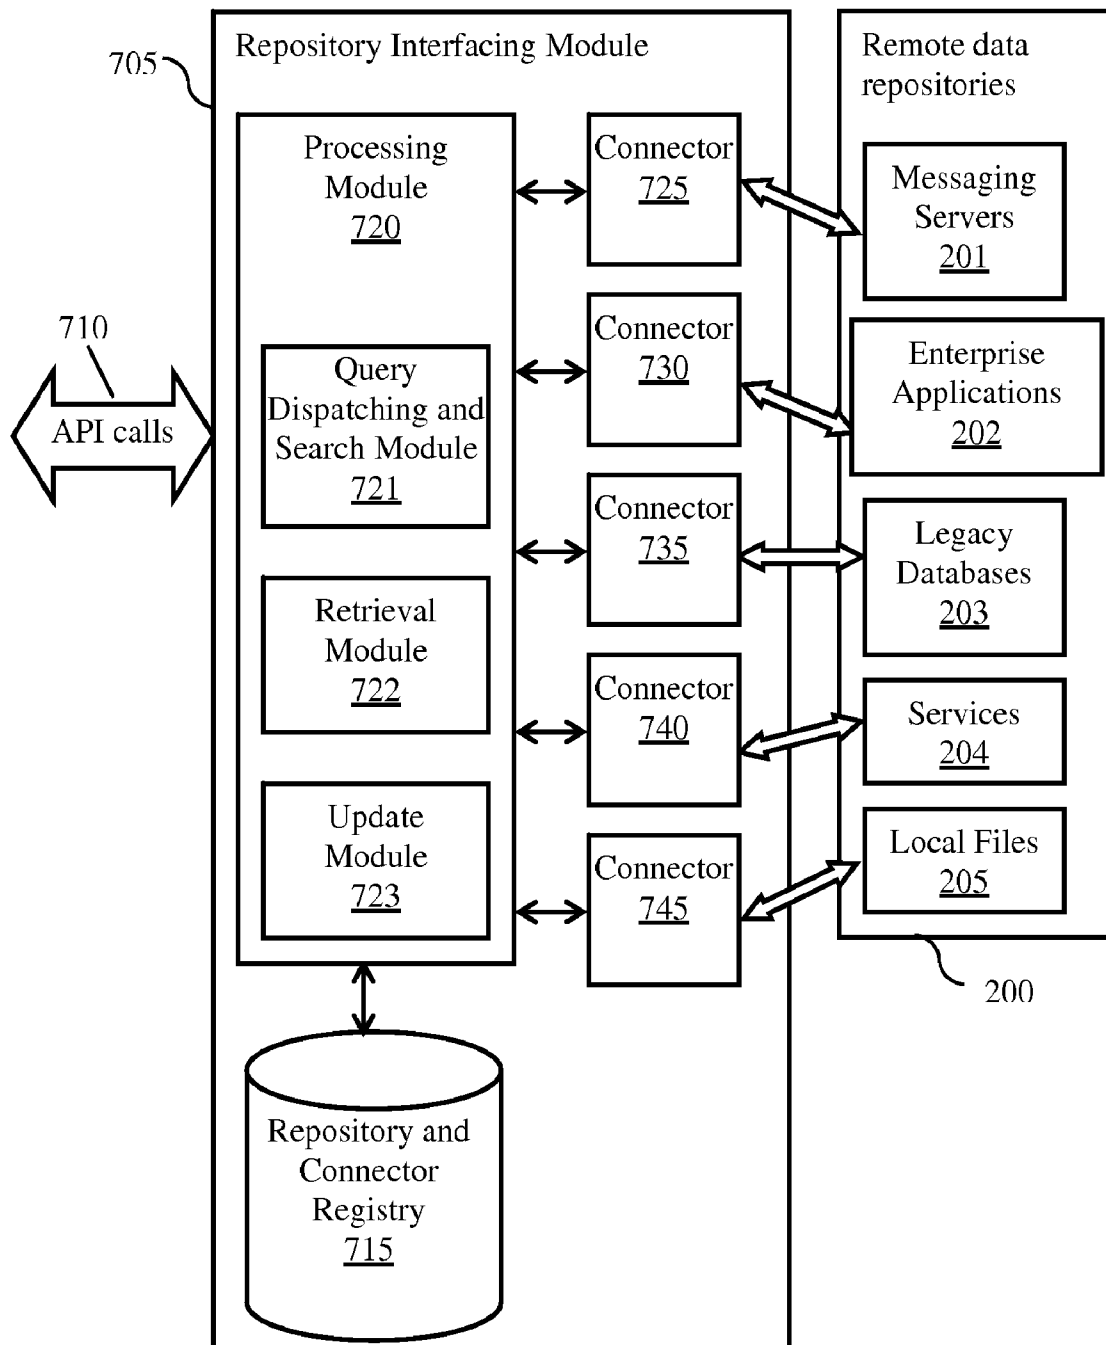 705
Repository Interfacing Module
Remote data
repositories
Processing
Module
720
Connector
725
Messaging
Servers
201
710
API calls
Query
Dispatching and
Search Module
721
Connector
730
Enterprise
Applications
202
Connector
735
Legacy
Databases
203
Retrieval
Module
722
Connector
740
Services
204
Update
Module
723
Connector
745
Local Files
205
200
Repository and
Connector
Registry
715